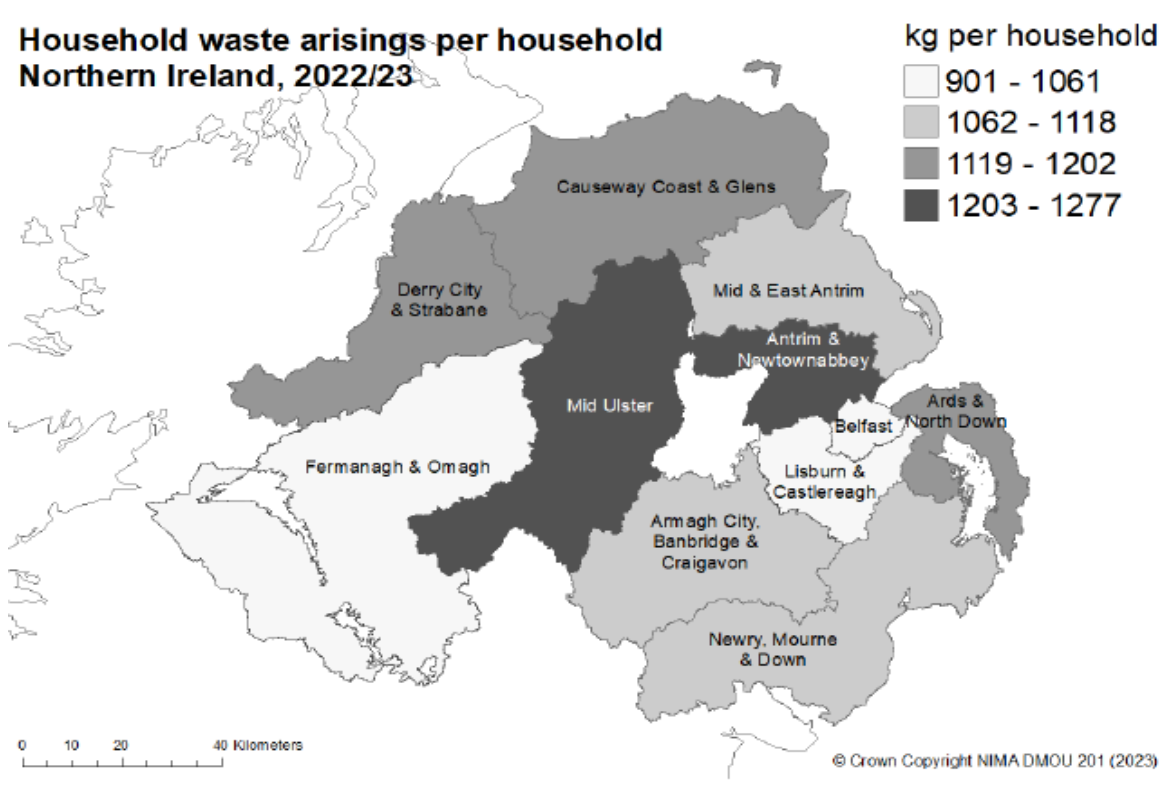 Household waste arisings per household
Northern Ireland, 2022/23
kg per household
901 - 1061
1062 - 1118
1119 - 1202
1203 - 1277
Causeway Coast & Glens
Derry City
& Strabane
Mid & East Antrim
Antrim &
Newtownabbey
Mid Ulster
Ards &
North Down
Belfast
Fermanagh & Omagh
Lisburn &
Castlereagh
Armagh City,
Banbridge &
Craigavon
Newry, Mourne
& Down
0 10 20 40 Kilometers
© Crown Copyright NIMA DMOU 201 (2023)